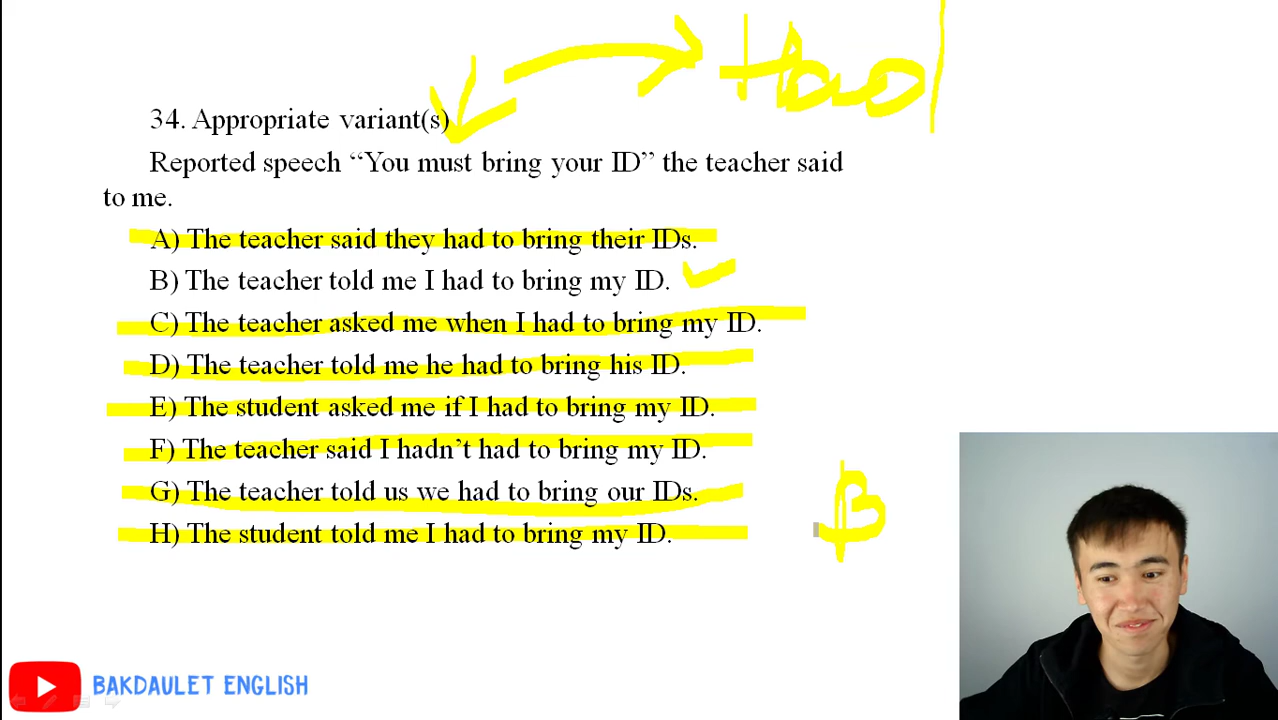 Had
34. Appropriate variant(s)
Reported speech “You must bring your ID” the teacher said
to me.
A) The teacher said they had to bring their IDs.
B) The teacher told me I had to bring my ID.
C) The teacher asked me when I had to bring my ID.
D) The teacher told me he had to bring his ID.
E) The student asked me if I had to bring my ID.
F) The teacher said I hadn’t had to bring my ID.
G) The teacher told us we had to bring our IDs.
H) The student told me I had to bring my ID.
B
BAKDAULET ENGLISH